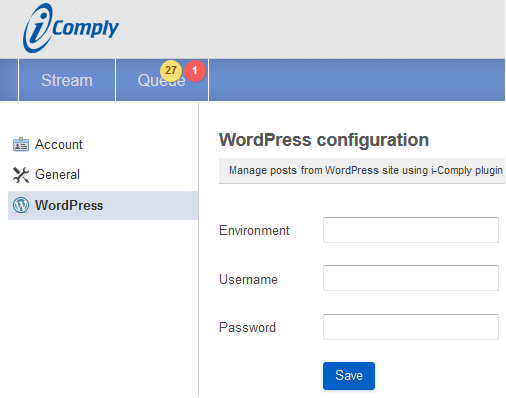 iComply
Stream
Queue
27
1
Account
General
WordPress
WordPress configuration
Manage posts from WordPress site using i-Comply plugin
Environment
Username
Password
Save